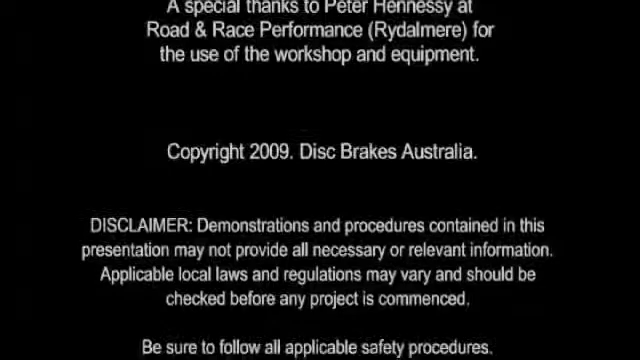 A special thanks to Peter Hennessy at
Road & Race Performance (Rydalmere) for
the use of the workshop and equipment.
Copyright 2009. Disc Brakes Australia.
DISCLAIMER: Demonstrations and procedures contained in this
presentation may not provide all necessary or relevant information.
Applicable local laws and regulations may vary and should be
checked before any project is commenced.
Be sure to follow all applicable safety procedures.